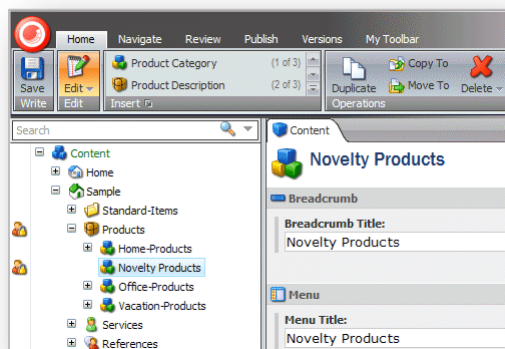 Home Navigate Review Publish Versions My Toolbar
Save
Write
Edit
Edit
Product Category (1 of 3)
Product Description (2 of 3)
Insert
Duplicate
Copy To
Move To
Delete
Operations
Search
Content
Home
Sample
Standard-Items
Products
Home-Products
Novelty Products
Office-Products
Vacation-Products
Services
References
Content
Novelty Products
Breadcrumb
Breadcrumb Title:
Novelty Products
Menu
Menu Title:
Novelty Products